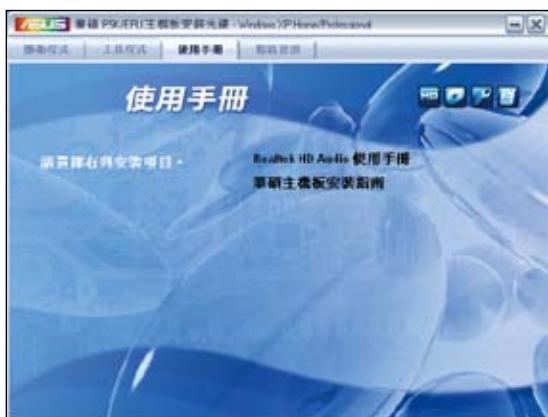 ASUS 華碩 主機板安裝光碟 - Windows XP Home/Professional
驅動程式 工具程式 使用手冊 聯絡資訊
使用手冊
請選擇右列安裝項目。
Realtek HD Audio 使用手冊
華碩主機板安裝指南